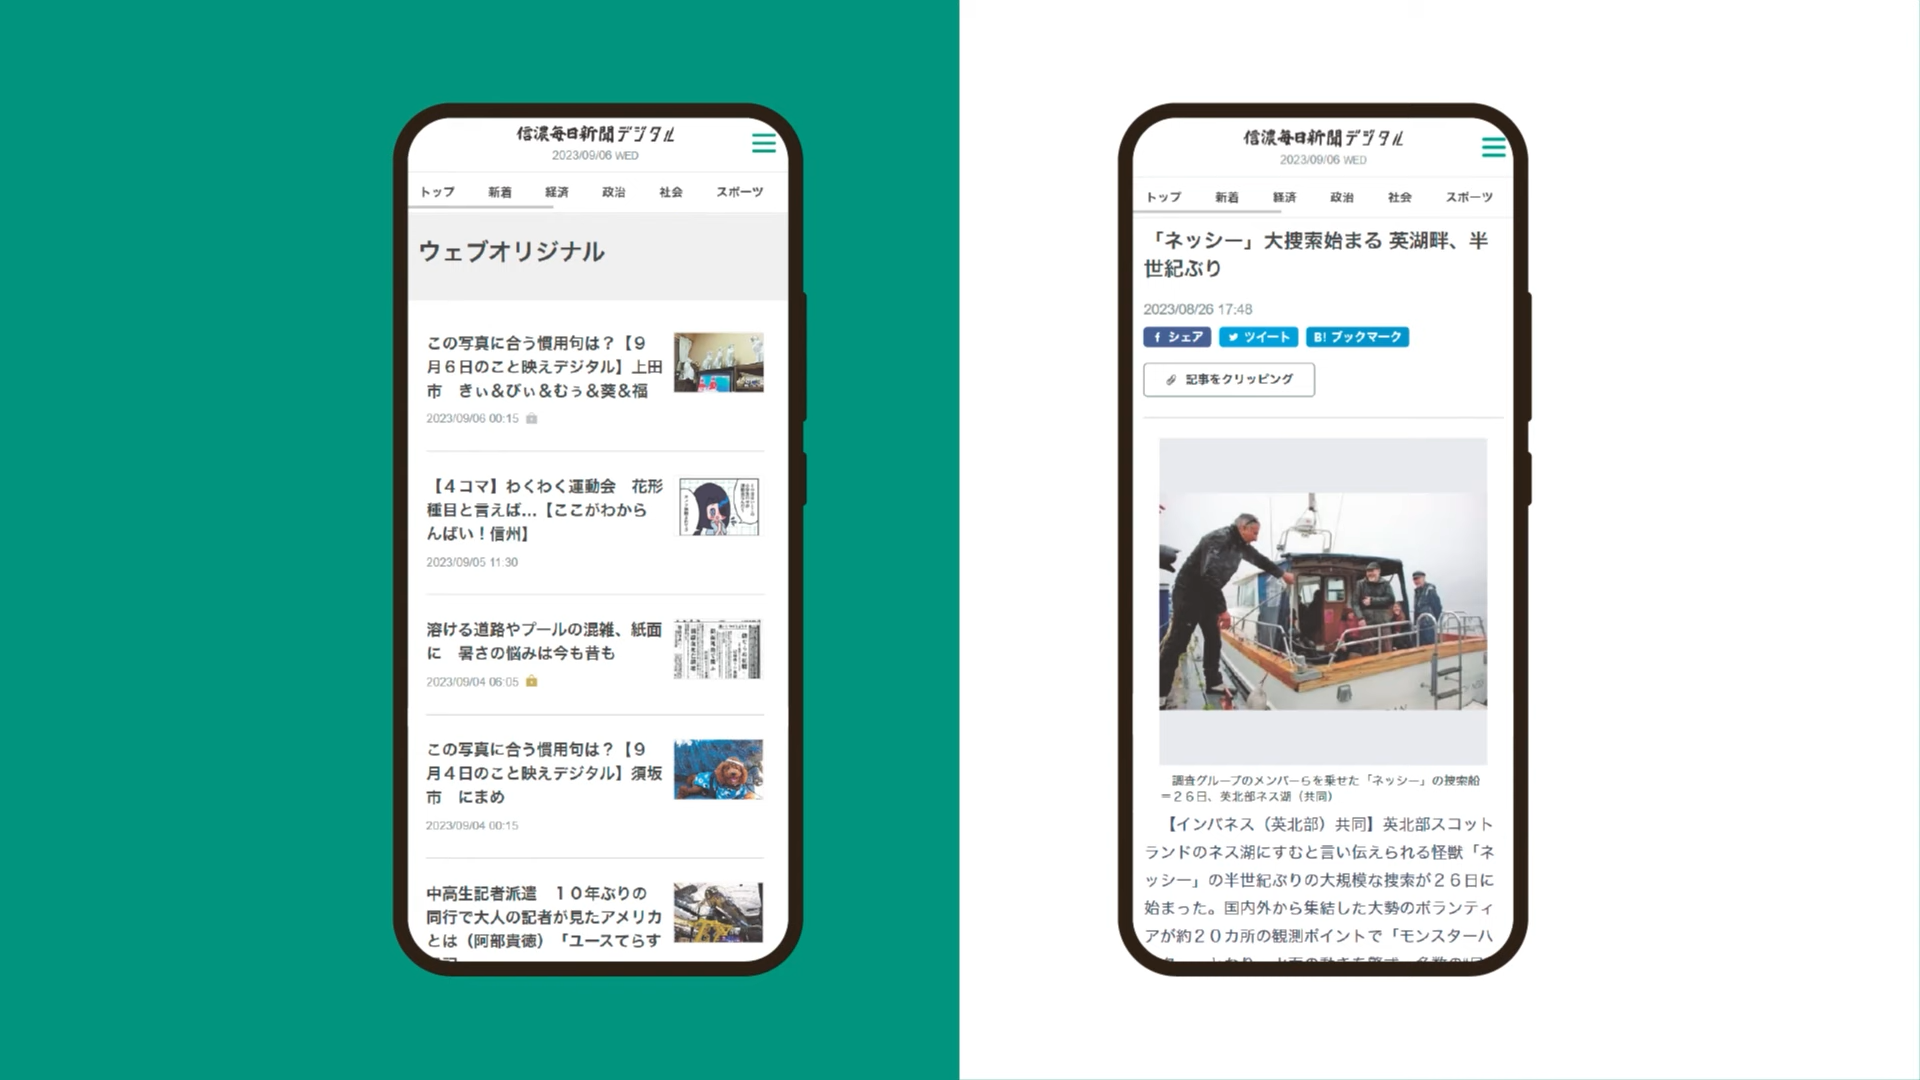 信濃毎日新聞デジタル
2023/09/06 WED
トップ 新着 経済 政治 社会 スポーツ
ウェブオリジナル
この写真に合う慣用句は？【９
月６日のこと映えデジタル】上田
市　きぃ＆びぃ＆むぅ＆葵＆福
2023/09/06 00:15
【４コマ】わくわく運動会　花形
種目と言えば…【ここがわから
んばい！信州】
2023/09/05 11:30
溶ける道路やプールの混雑、紙面
に　暑さの悩みは今も昔も
2023/09/04 06:05
この写真に合う慣用句は？【９
月４日のこと映えデジタル】須坂
市　にまめ
2023/09/04 00:15
中高生記者派遣　１０年ぶりの
同行で大人の記者が見たアメリカ
とは（阿部貴徳）「ユースてらす
信濃毎日新聞デジタル
2023/09/06 WED
トップ 新着 経済 政治 社会 スポーツ
「ネッシー」大捜索始まる 英湖畔、半
世紀ぶり
2023/08/26 17:48
f シェア ツイート B! ブックマーク
記事をクリッピング
調査グループのメンバーらを乗せた「ネッシー」の捜索船
＝２６日、英北部ネス湖（共同）
【インバネス（英北部）共同】英北部スコット
ランドのネス湖にすむと言い伝えられる怪獣「ネ
ッシー」の半世紀ぶりの大規模な捜索が２６日に
始まった。国内外から集結した大勢のボランティ
アが約２０カ所の観測ポイントで「モンスターハ